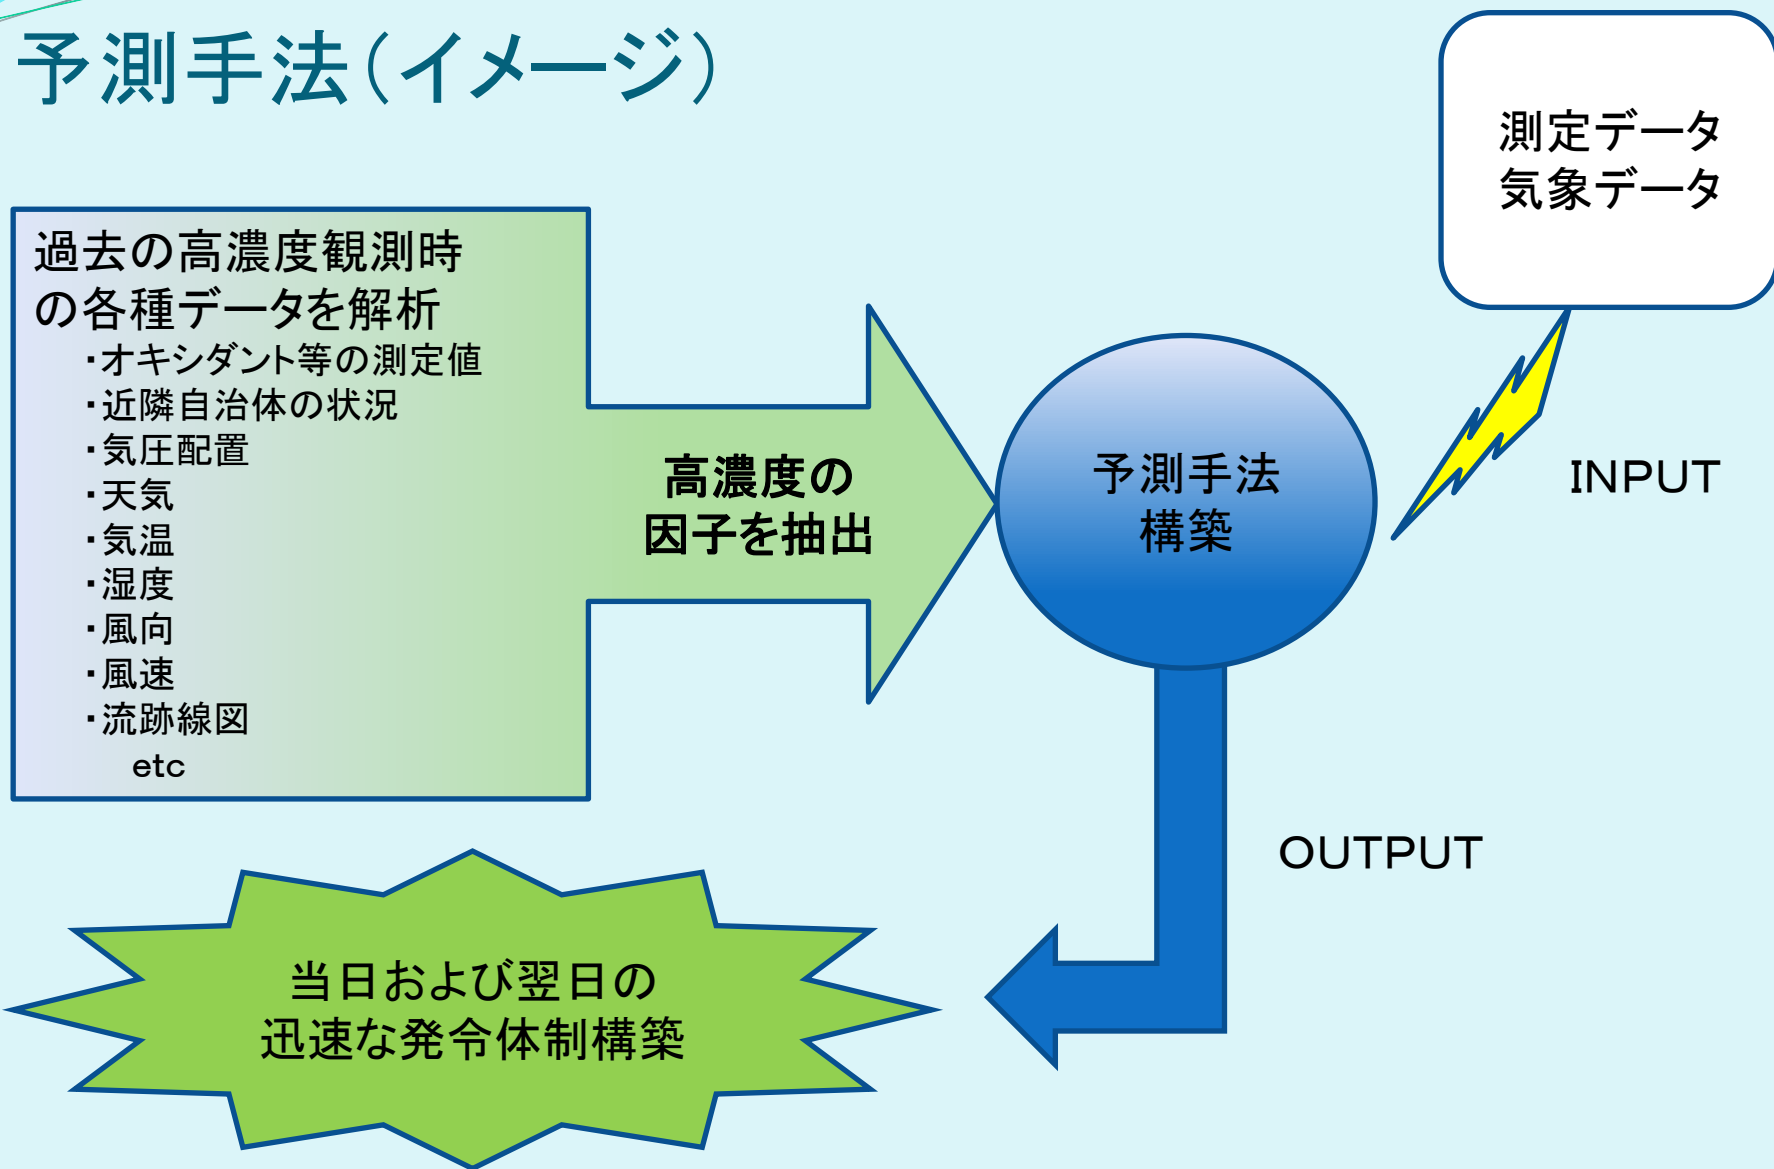 予測手法（イメージ）
測定データ
気象データ
過去の高濃度観測時
の各種データを解析
・オキシダント等の測定値
・近隣自治体の状況
・気圧配置
・天気
・気温
・湿度
・風向
・風速
・流跡線図
etc
高濃度の
因子を抽出
予測手法
構築
INPUT
OUTPUT
当日および翌日の
迅速な発令体制構築